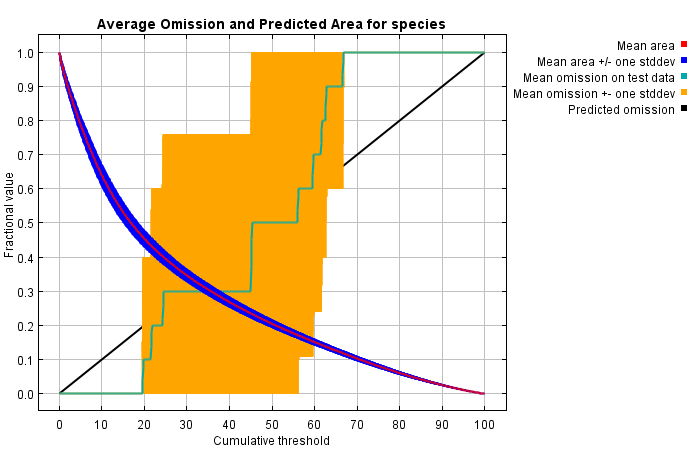 Average Omission and Predicted Area for species
Mean area
Mean area +/- one stddev
Mean omission on test data
Mean omission +- one stddev
Predicted omission
Fractional value
1.0
0.9
0.8
0.7
0.6
0.5
0.4
0.3
0.2
0.1
0.0
0 10 20 30 40 50 60 70 80 90 100
Cumulative threshold